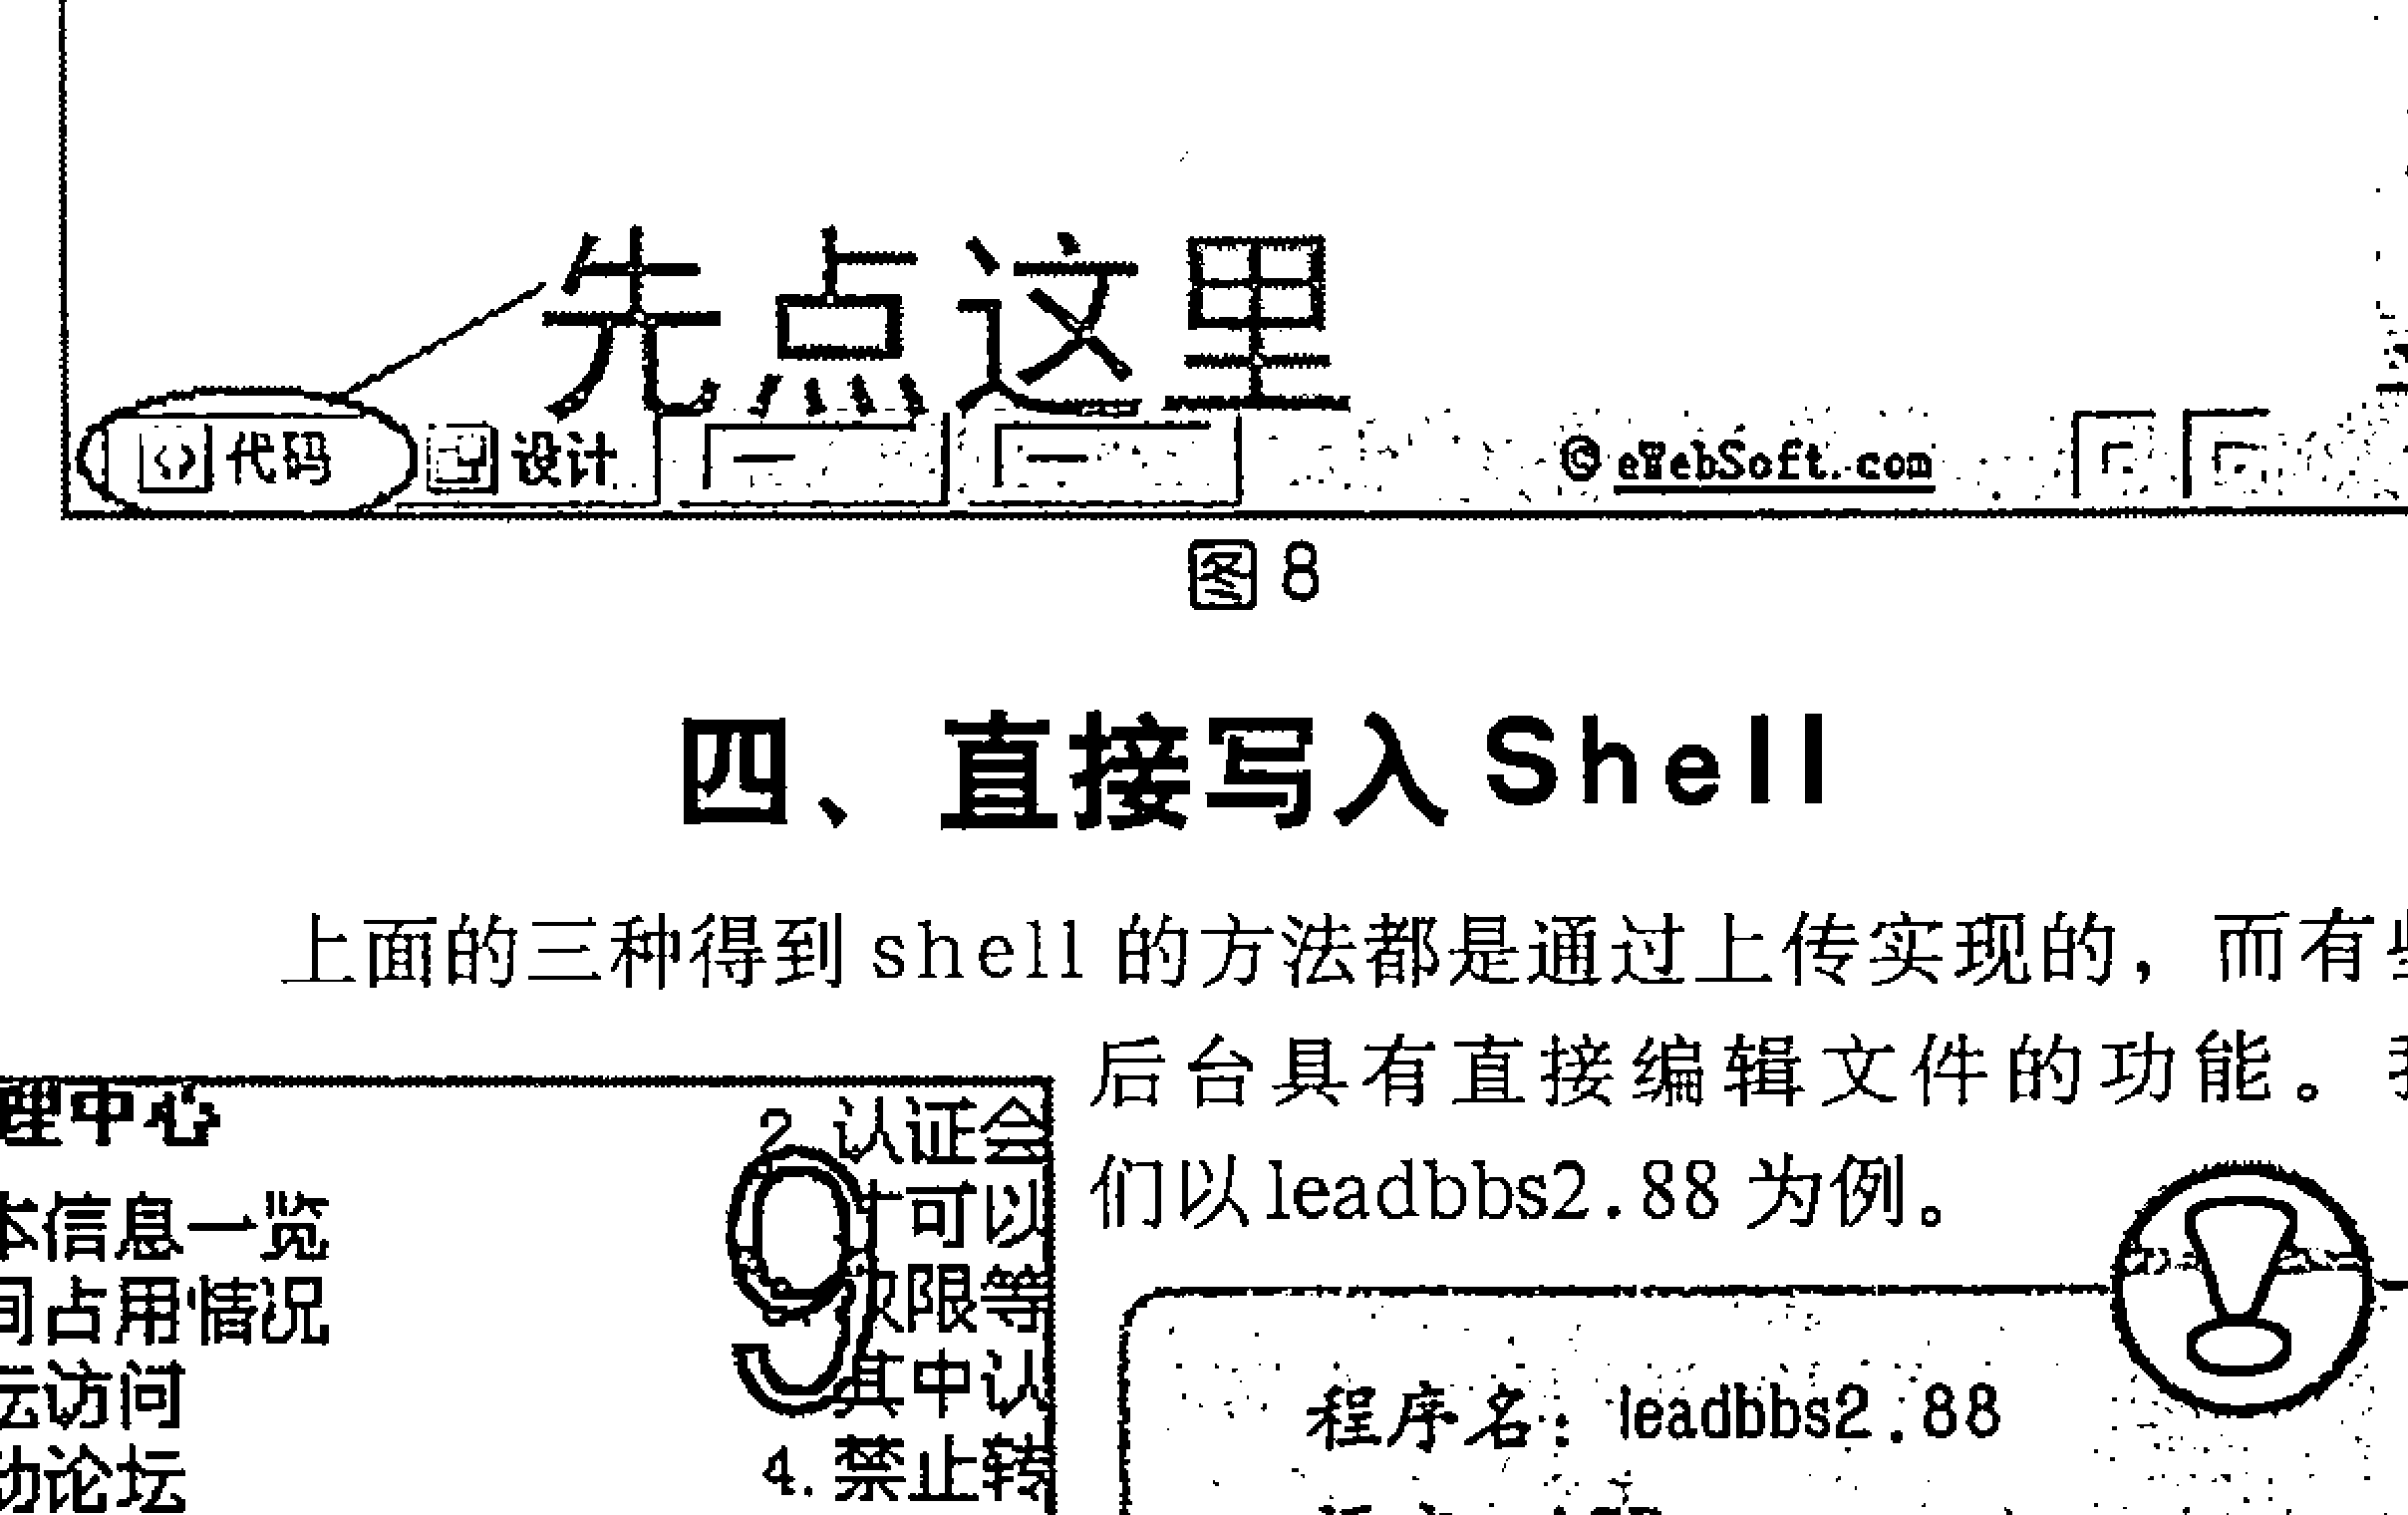 先点这里
代码 设计 © eWebSoft.com
图 8
四、直接写入Shell
上面的三种得到 shell 的方法都是通过上传实现的，而有些
后台具有直接编辑文件的功能。我
们以leadbbs2.88为例。
理中心
本信息一览
间占用情况
坛访问
动论坛
2. 认证会
才可以
权限等
其中认
4. 禁止转
9
程序名：leadbbs2.88